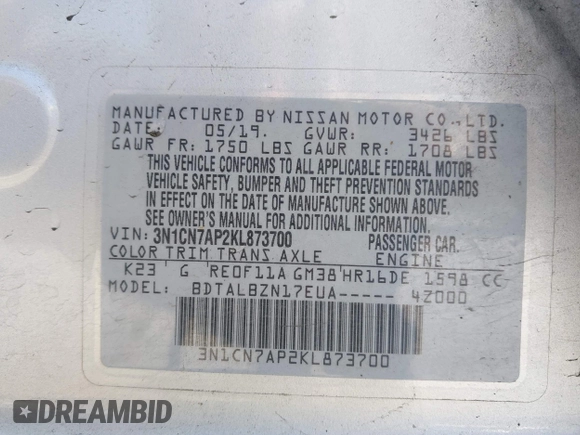 MANUFACTURED BY NISSAN MOTOR CO.,LTD.
DATE: 05/19. GVWR: 3426 LBS
GAWR FR: 1750 LBS GAWR RR: 1708 LBS
THIS VEHICLE CONFORMS TO ALL APPLICABLE FEDERAL MOTOR
VEHICLE SAFETY, BUMPER AND THEFT PREVENTION STANDARDS
IN EFFECT ON THE DATE OF MANUFACTURE SHOWN ABOVE.
SEE OWNER'S MANUAL FOR ADDITIONAL INFORMATION.
VIN: 3N1CN7AP2KL873700 PASSENGER CAR.
COLOR TRIM TRANS AXLE ENGINE
K23 G RE0F11A GM38 HR16DE 1598 CC
MODEL: BDTALBZN17EUA----- 4Z000
3N1CN7AP2KL873700
DREAMBID